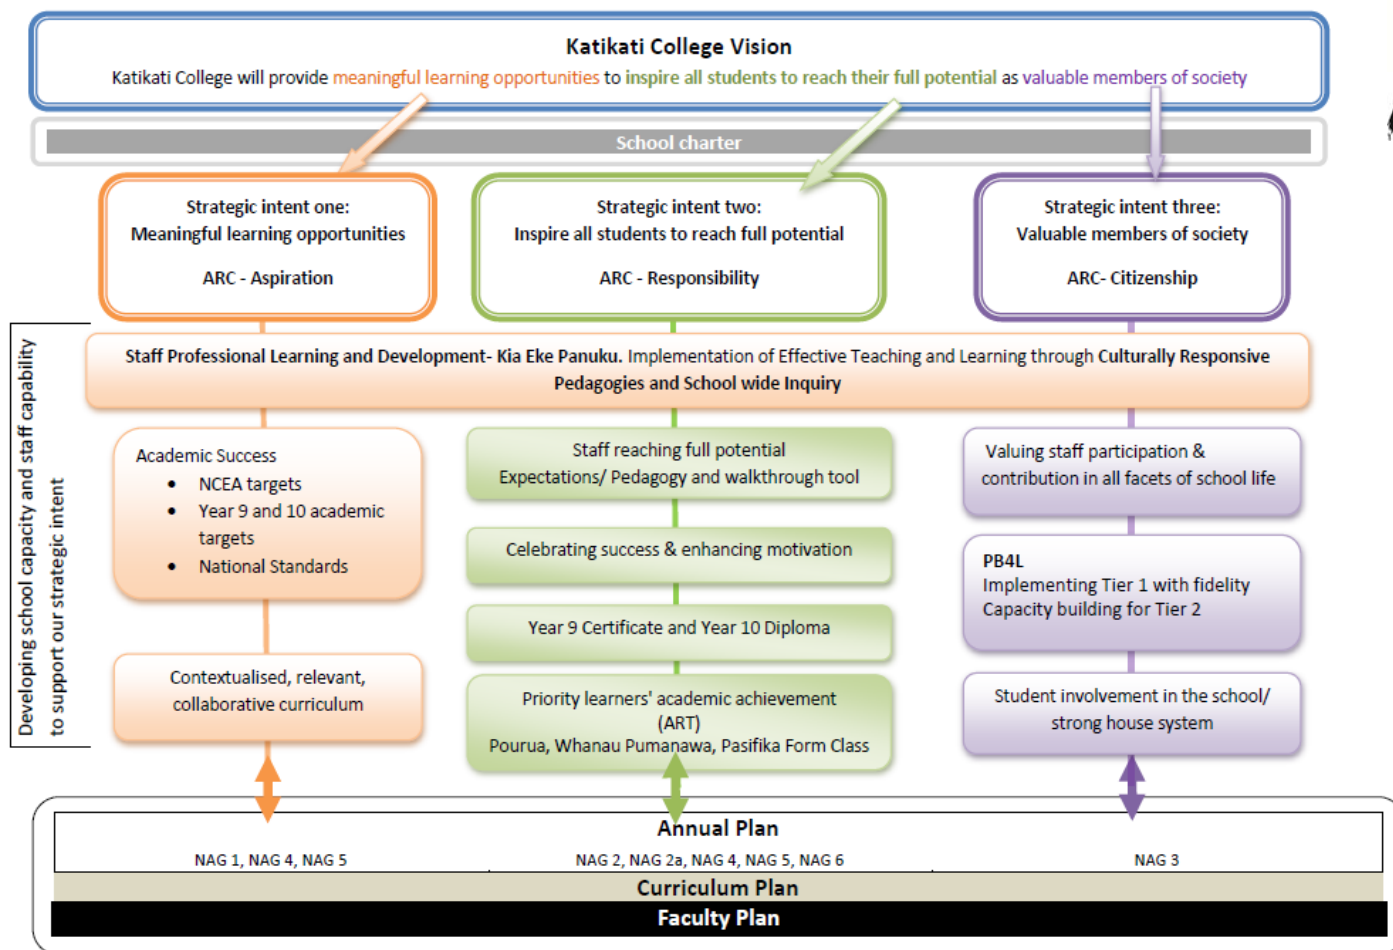 Katikati College Vision
Katikati College will provide meaningful learning opportunities to inspire all students to reach their full potential as valuable members of society
School charter
Strategic intent one:
Meaningful learning opportunities
ARC - Aspiration
Strategic intent two:
Inspire all students to reach full potential
ARC - Responsibility
Strategic intent three:
Valuable members of society
ARC- Citizenship
Developing school capacity and staff capability
to support our strategic intent
Staff Professional Learning and Development- Kia Eke Panuku. Implementation of Effective Teaching and Learning through Culturally Responsive
Pedagogies and School wide Inquiry
Academic Success
• NCEA targets
• Year 9 and 10 academic
targets
• National Standards
Contextualised, relevant,
collaborative curriculum
Staff reaching full potential
Expectations/ Pedagogy and walkthrough tool
Celebrating success & enhancing motivation
Year 9 Certificate and Year 10 Diploma
Priority learners' academic achievement
(ART)
Pourua, Whanau Pumanawa, Pasifika Form Class
Valuing staff participation &
contribution in all facets of school life
PB4L
Implementing Tier 1 with fidelity
Capacity building for Tier 2
Student involvement in the school/
strong house system
Annual Plan
NAG 1, NAG 4, NAG 5
NAG 2, NAG 2a, NAG 4, NAG 5, NAG 6
NAG 3
Curriculum Plan
Faculty Plan